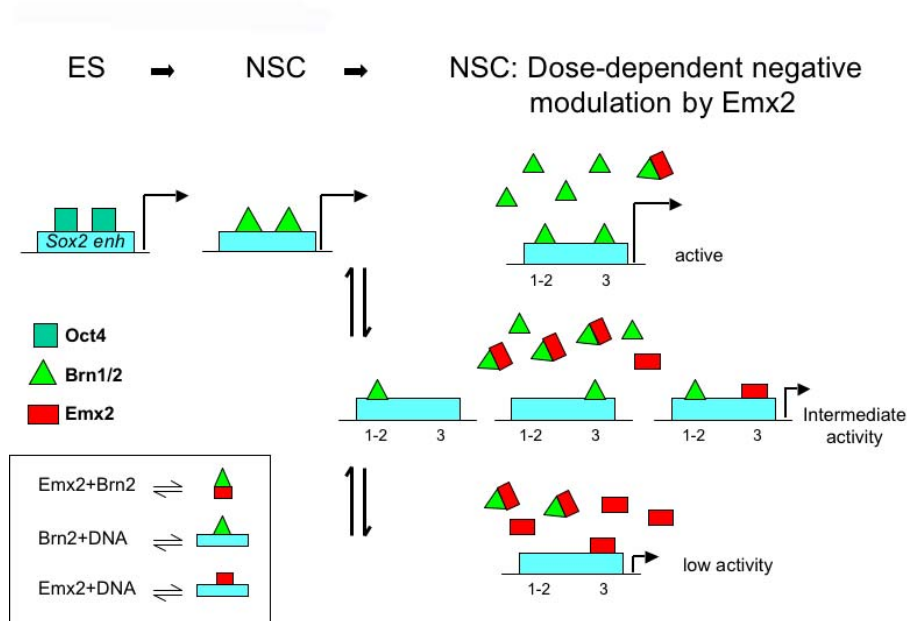 ES → NSC → NSC: Dose-dependent negative
modulation by Emx2
Sox2 enh
1-2 3
active
Oct4
Brn1/2
Emx2
1-2 3 1-2 3 1-2 3
Intermediate
activity
Emx2+Brn2
Brn2+DNA
Emx2+DNA
1-2 3
low activity